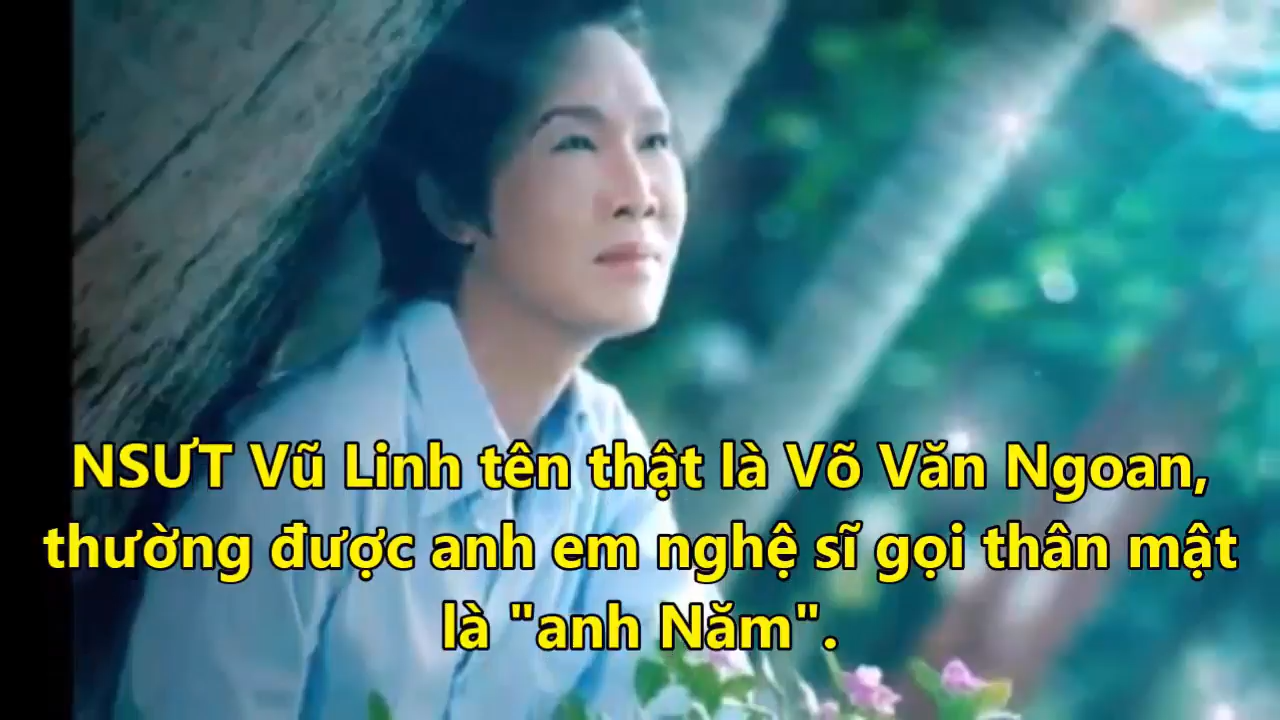 NSƯT Vũ Linh tên thật là Võ Văn Ngoan,
thường được anh em nghệ sĩ gọi thân mật
là "anh Năm".